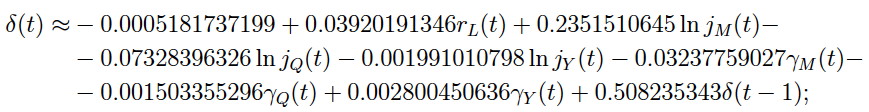 δ(t) ≈ − 0.0005181737199 + 0.03920191346r_L(t) + 0.2351510645 ln j_M(t)−
− 0.07328396326 ln j_Q(t) − 0.001991010798 ln j_Y(t) − 0.03237759027γ_M(t)−
− 0.001503355296γ_Q(t) + 0.002800450636γ_Y(t) + 0.508235343δ(t − 1);